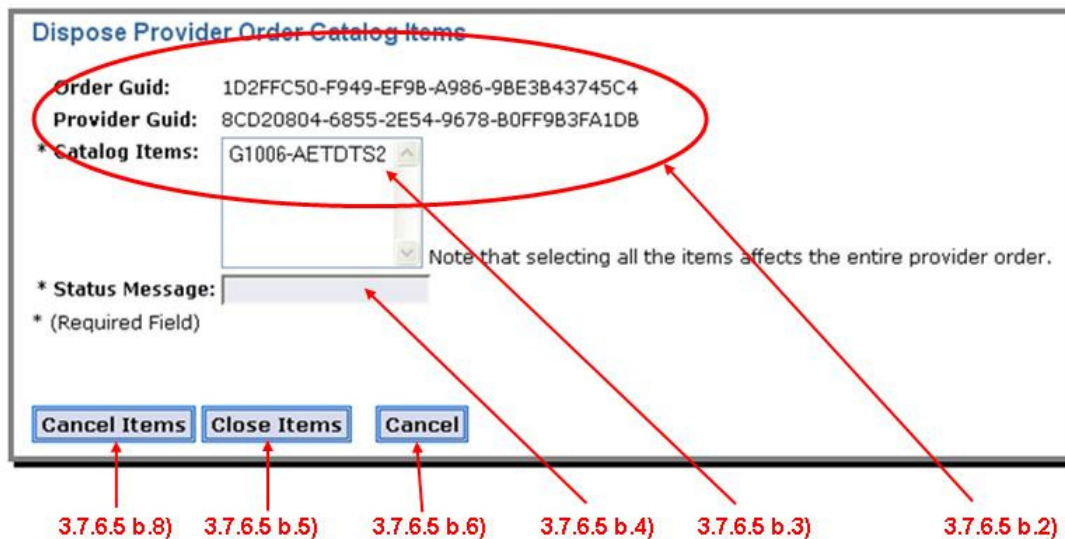 Dispose Provider Order Catalog Items
Order Guid: 1D2FFC50-F949-EF9B-A986-9BE3B43745C4
Provider Guid: 8CD20804-6855-2E54-9678-B0FF9B3FA1DB
* Catalog Items: G1006-AETDTS2
Note that selecting all the items affects the entire provider order.
* Status Message:
* (Required Field)
Cancel Items Close Items Cancel
3.7.6.5 b.8) 3.7.6.5 b.5) 3.7.6.5 b.6) 3.7.6.5 b.4) 3.7.6.5 b.3) 3.7.6.5 b.2)